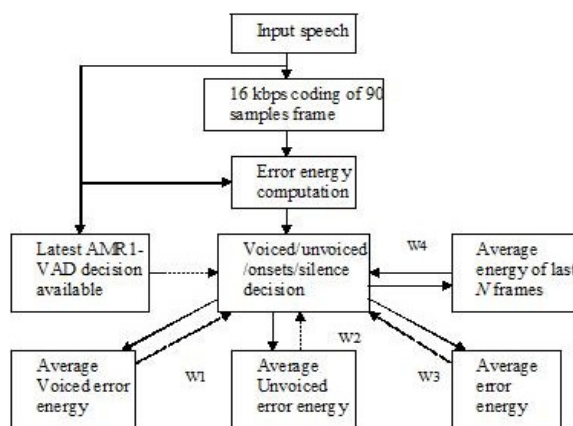 Input speech
16 kbps coding of 90
samples frame
Error energy
computation
Latest AMR1-
VAD decision
available
Voiced/unvoiced
/onsets/silence
decision
W4
Average
energy of last
N frames
W1
W2
W3
Average
Voiced error
energy
Average
Unvoiced
error energy
Average
error
energy